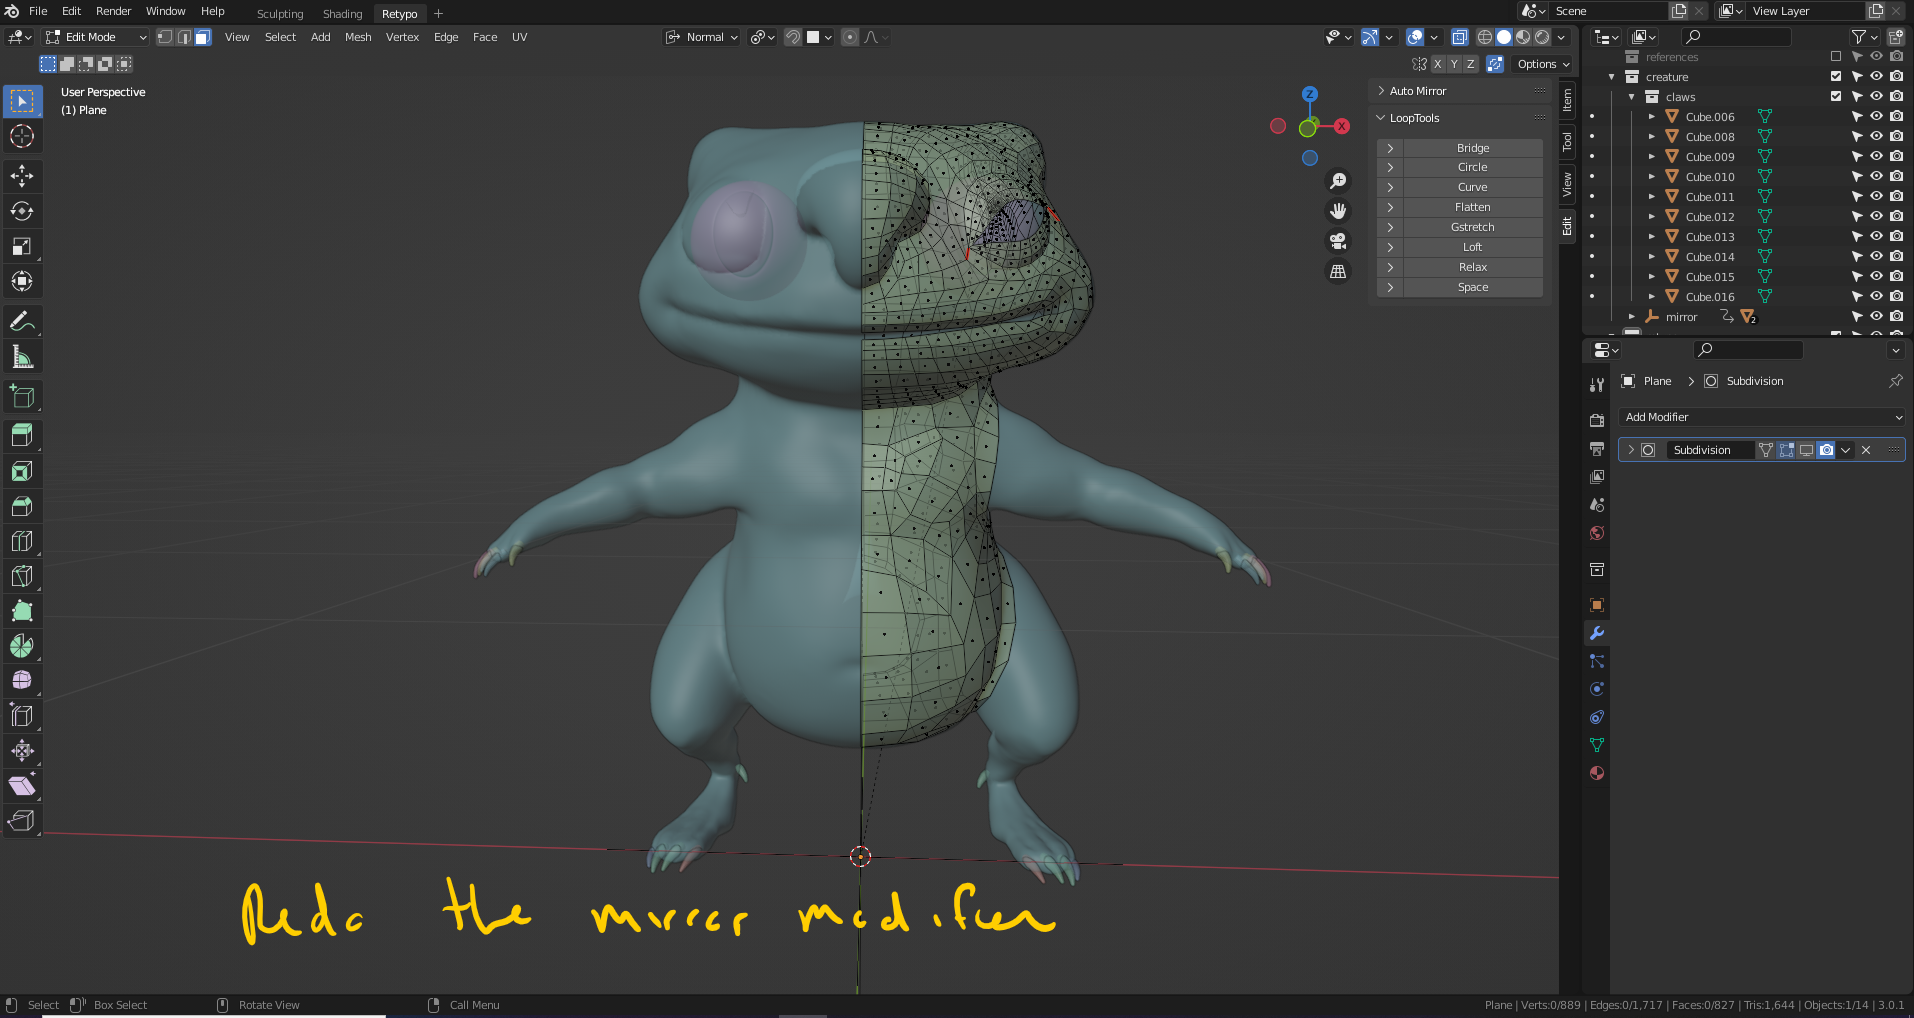 File Edit Render Window Help Sculpting Shading Retypo + Scene View Layer
Edit Mode View Select Add Mesh Vertex Edge Face UV Normal
X Y Z Options
User Perspective
(1) Plane
Z
X
Auto Mirror
LoopTools
Bridge
Circle
Curve
Flatten
Gstretch
Loft
Relax
Space
Item
Tool
View
Edit
references
creature
claws
Cube.006
Cube.008
Cube.009
Cube.010
Cube.011
Cube.012
Cube.013
Cube.014
Cube.015
Cube.016
mirror 2
Plane > Subdivision
Add Modifier
Subdivision
Redo the mirror modifier
Select Box Select Rotate View Call Menu
Plane | Verts:0/889 | Edges:0/1,717 | Faces:0/827 | Tris:1,644 | Objects:1/14 | 3.0.1